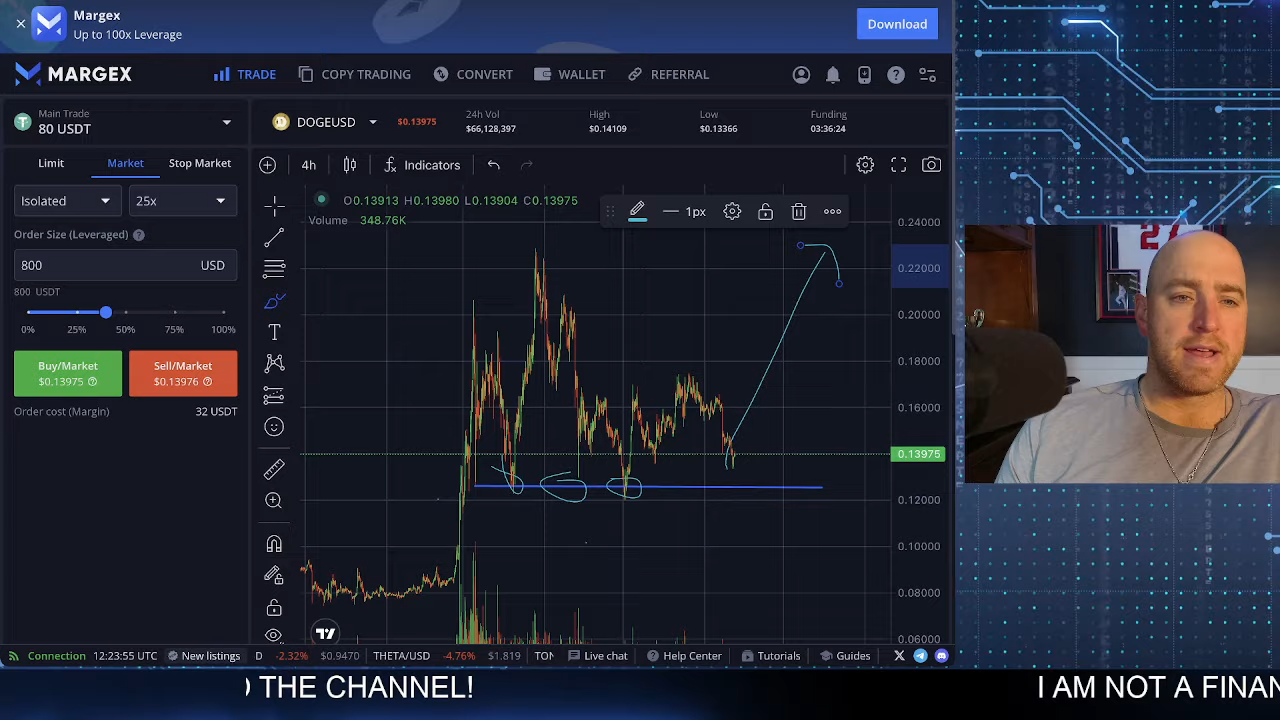 Margex
Up to 100x Leverage
Download
MARGEX
TRADE
COPY TRADING
CONVERT
WALLET
REFERRAL
Main Trade
80 USDT
DOGEUSD
$0.13975
24h Vol
$66,128,397
High
$0.14109
Low
$0.13366
Funding
03:36:24
Limit
Market
Stop Market
4h
Indicators
Isolated
25x
O0.13913 H0.13980 L0.13904 C0.13975
Volume 348.76K
1px
Order Size (Leveraged)
800 USD
800 USDT
0% 25% 50% 75% 100%
Buy/Market
$0.13975
Sell/Market
$0.13976
Order cost (Margin) 32 USDT
0.24000
0.22000
0.20000
0.18000
0.16000
0.13975
0.12000
0.10000
0.08000
0.06000
27
Connection
12:23:55 UTC
New listings
D -2.32% $0.9470
THETA/USD -4.76% $1.819
TON
Live chat
Help Center
Tutorials
Guides
O THE CHANNEL!
I AM NOT A FINAN